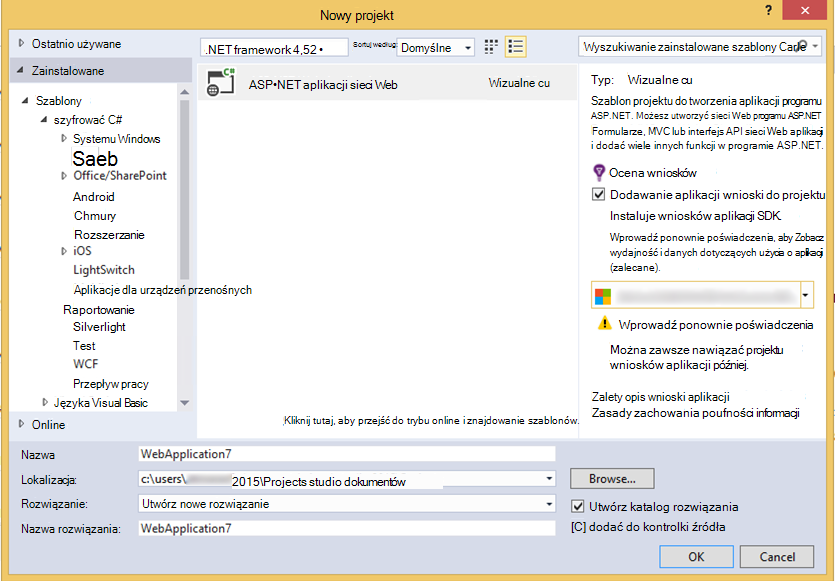 Nowy projekt
?
Ostatnio używane
.NET framework 4,52
Sortuj według:
Domyślne
Wyszukiwanie zainstalowane szablony
Zainstalowane
Szablony
szyfrować C#
Systemu Windows
Saeb
Office/SharePoint
Android
Chmury
Rozszerzanie
iOS
LightSwitch
Aplikacje dla urządzeń przenośnych
Raportowanie
Silverlight
Test
WCF
Przepływ pracy
Języka Visual Basic
Online
ASP•NET aplikacji sieci Web
Wizualne cu
Kliknij tutaj, aby przejść do trybu online i znajdowanie szablonów.
Typ: Wizualne cu
Szablon projektu do tworzenia aplikacji programu
ASP.NET. Możesz utworzyć sieci Web programu ASP.NET
Formularze, MVC lub interfejs API sieci Web aplikacji
i dodać wiele innych funkcji w programie ASP.NET.
Ocena wniosków
Dodawanie aplikacji wnioski do projektu
Instaluje wniosków aplikacji SDK.
Wprowadź ponownie poświadczenia, aby Zobacz
wydajność i danych dotyczących użycia o aplikacji
(zalecane).
Wprowadź ponownie poświadczenia
Można zawsze nawiązać projektu
wniosków aplikacji później.
Zalety opis wnioski aplikacji
Zasady zachowania poufności informacji
Nazwa
WebApplication7
Lokalizacja:
c:\users\
2015\Projects studio dokumentów
Browse...
Rozwiązanie:
Utwórz nowe rozwiązanie
Utwórz katalog rozwiązania
Nazwa rozwiązania:
WebApplication7
[C] dodać do kontrolki źródła
OK
Cancel